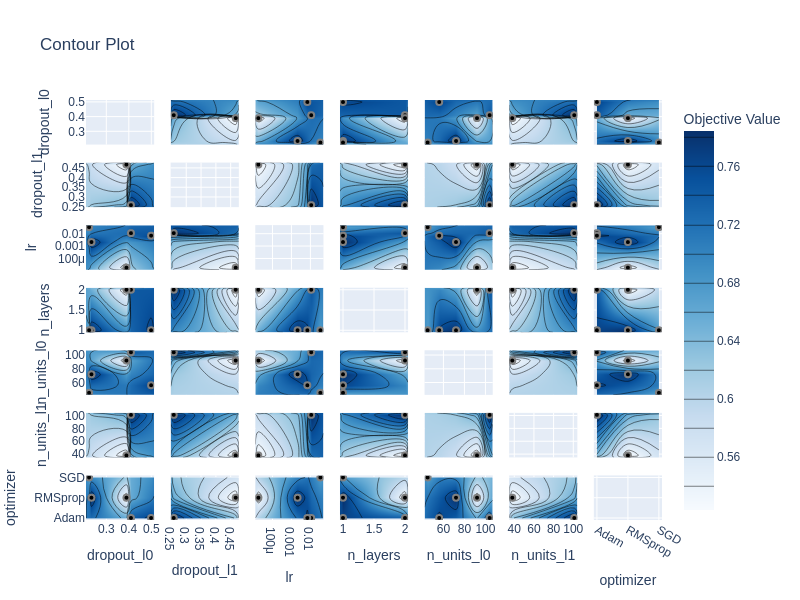 Contour Plot
Objective Value
0.76
0.72
0.68
0.64
0.6
0.56
dropout_l0
0.5
0.4
0.3
dropout_l1
0.45
0.4
0.35
0.3
0.25
lr
0.01
0.001
100μ
n_layers
2
1.5
1
n_units_l0
100
80
60
n_units_l1
100
80
60
40
optimizer
SGD
RMSprop
Adam
0.3 0.4 0.5
dropout_l0
0.25 0.3 0.35 0.4 0.45
dropout_l1
100μ 0.001 0.01
lr
1 1.5 2
n_layers
60 80 100
n_units_l0
40 60 80 100
n_units_l1
Adam RMSprop SGD
optimizer